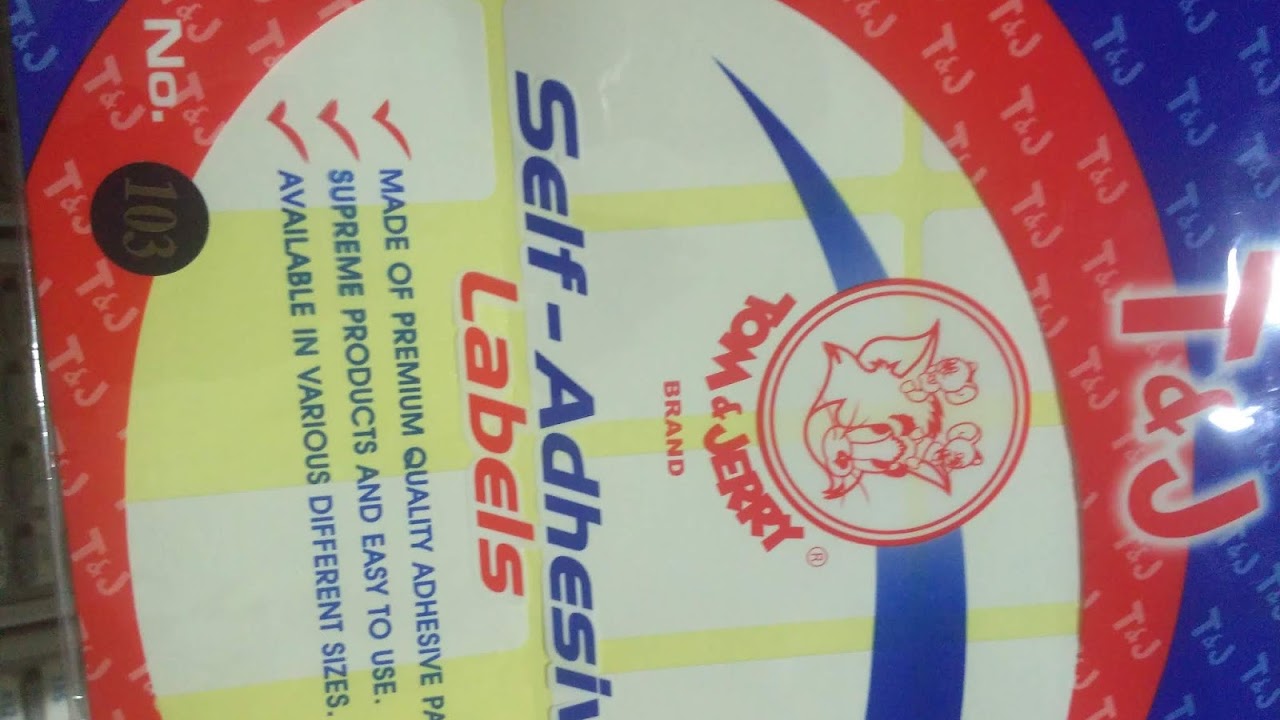 T&J
TOM & JERRY®
BRAND
Self-Adhesiv
Labels
MADE OF PREMIUM QUALITY ADHESIVE PA
SUPREME PRODUCTS AND EASY TO USE.
AVAILABLE IN VARIOUS DIFFERENT SIZES.
No. 103